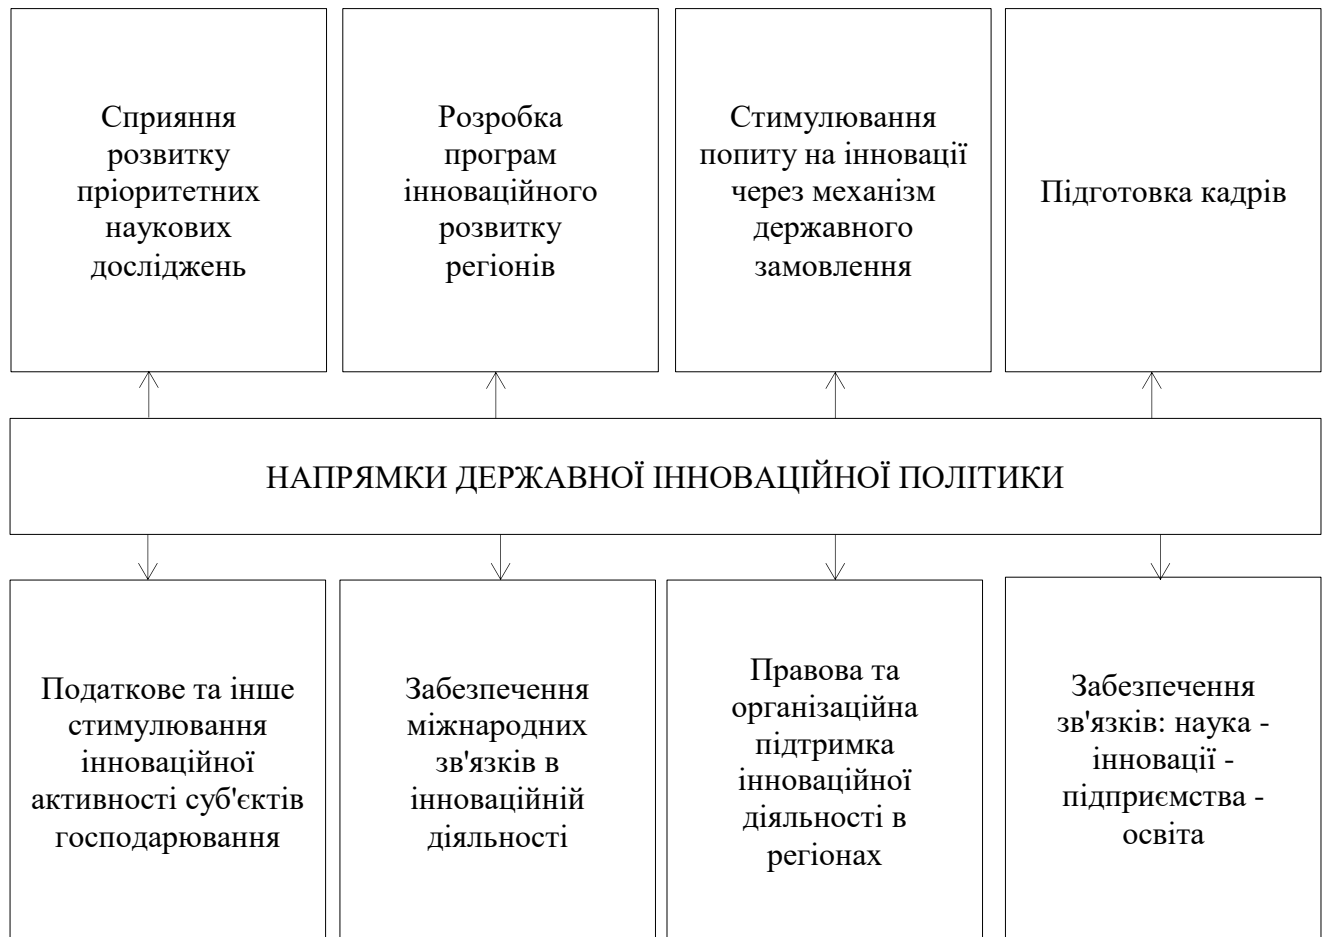 Сприяння
розвитку
пріоритетних
наукових
досліджень
Розробка
програм
інноваційного
розвитку
регіонів
Стимулювання
попиту на інновації
через механізм
державного
замовлення
Підготовка кадрів
НАПРЯМКИ ДЕРЖАВНОЇ ІННОВАЦІЙНОЇ ПОЛІТИКИ
Податкове та інше
стимулювання
інноваційної
активності суб'єктів
господарювання
Забезпечення
міжнародних
зв'язків в
інноваційній
діяльності
Правова та
організаційна
підтримка
інноваційної
діяльності в
регіонах
Забезпечення
зв'язків: наука -
інновації -
підприємства -
освіта